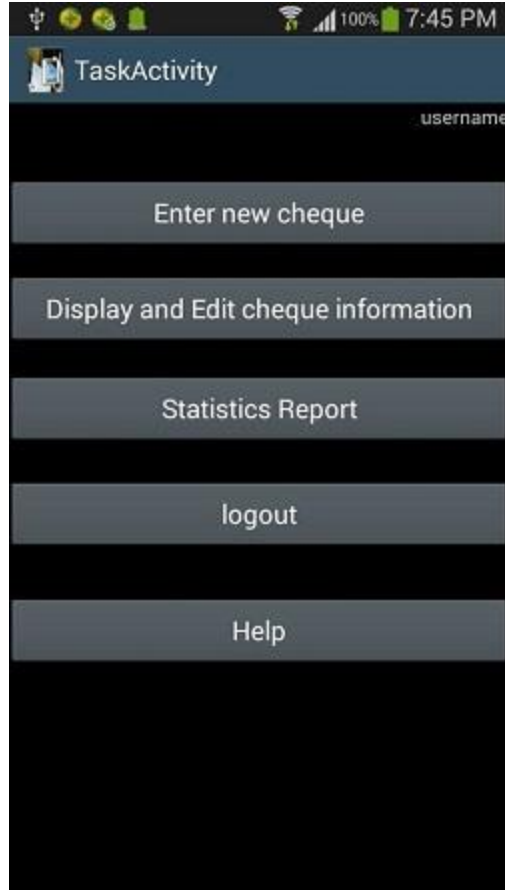 100% 7:45 PM
TaskActivity
username
Enter new cheque
Display and Edit cheque information
Statistics Report
logout
Help